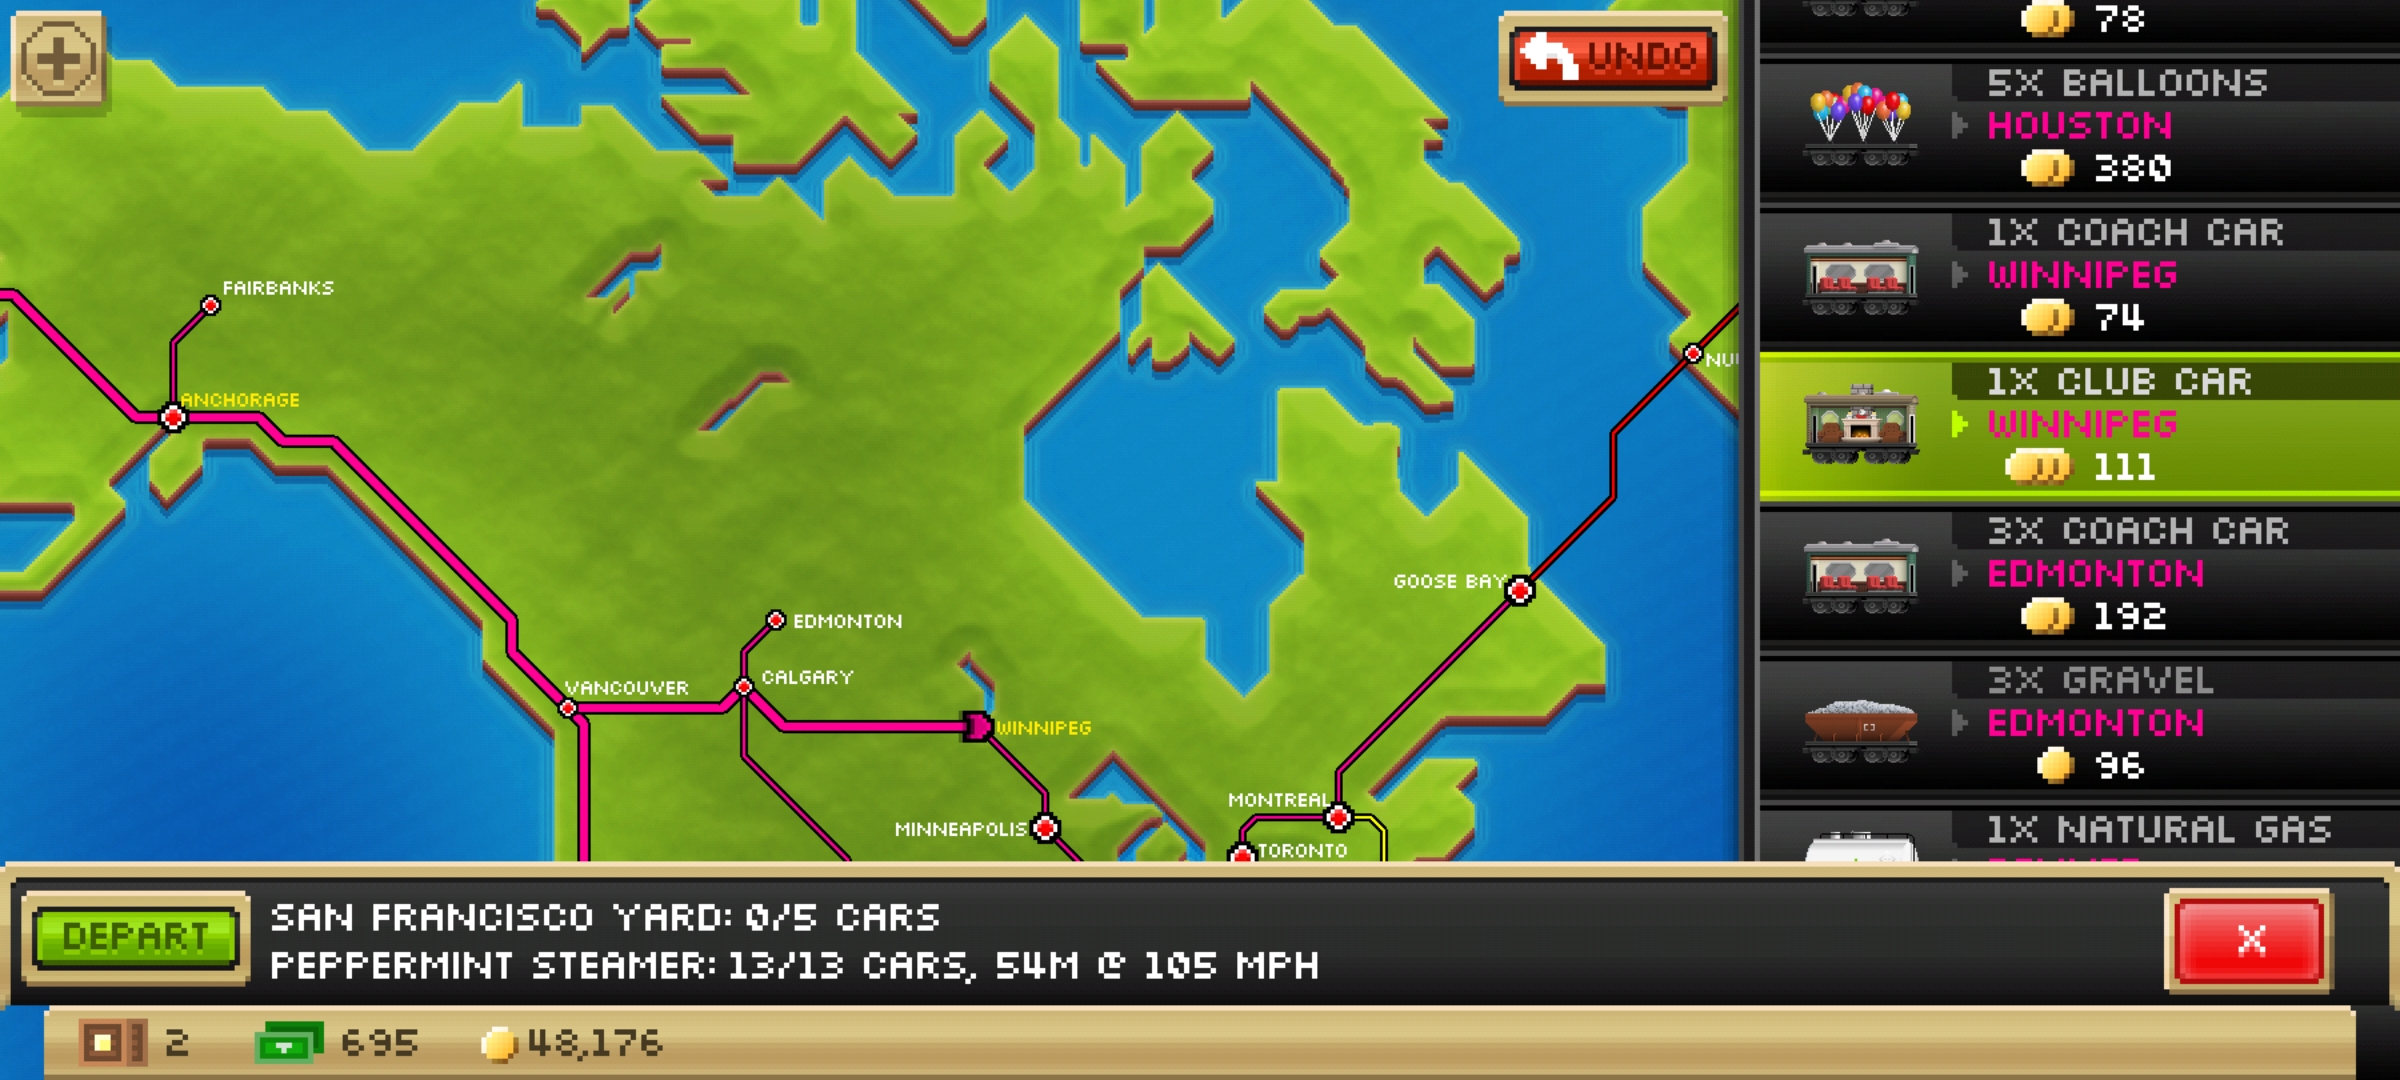 UNDO
FAIRBANKS
ANCHORAGE
EDMONTON
CALGARY
VANCOUVER
WINNIPEG
MINNEAPOLIS
GOOSE BAY
MONTREAL
TORONTO
78
5X BALLOONS
HOUSTON
380
1X COACH CAR
WINNIPEG
74
1X CLUB CAR
WINNIPEG
111
3X COACH CAR
EDMONTON
192
3X GRAVEL
EDMONTON
96
1X NATURAL GAS
DEPART
SAN FRANCISCO YARD: 0/5 CARS
PEPPERMINT STEAMER: 13/13 CARS, 54M @ 105 MPH
X
2
695
48,176